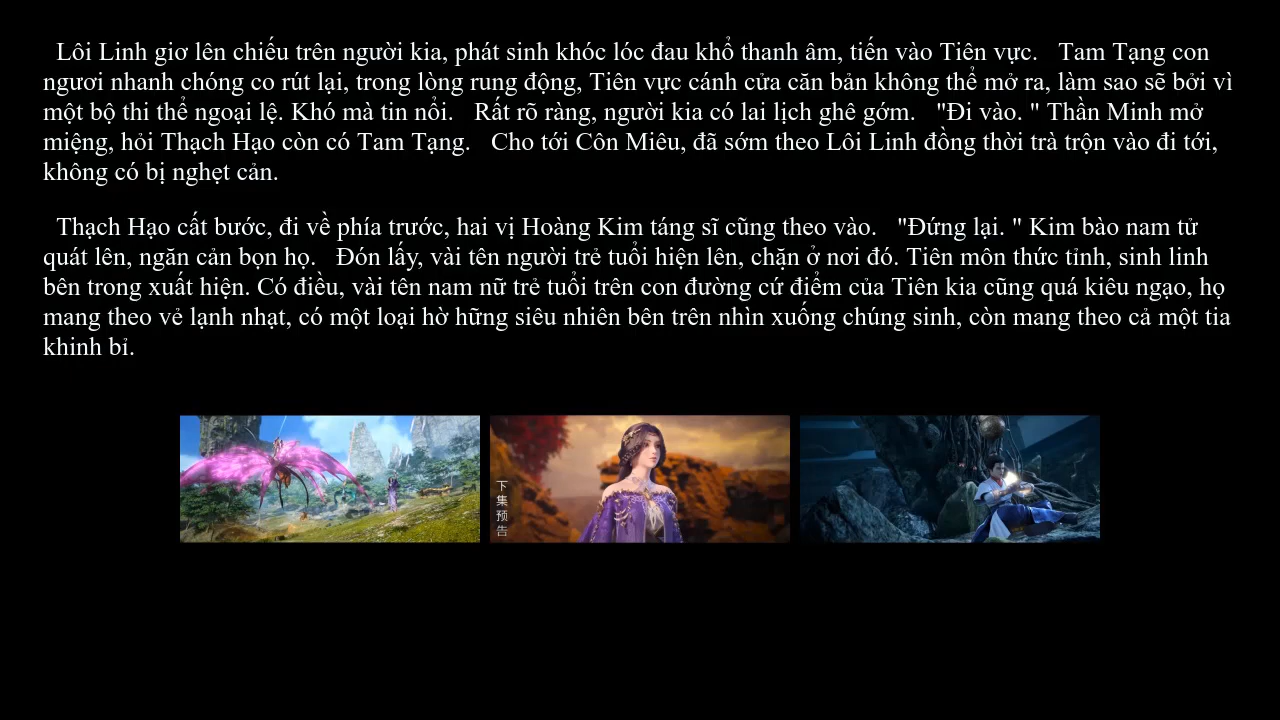 Lôi Linh giơ lên chiếu trên người kia, phát sinh khóc lóc đau khổ thanh âm, tiến vào Tiên vực.   Tam Tạng con
ngươi nhanh chóng co rút lại, trong lòng rung động, Tiên vực cánh cửa căn bản không thể mở ra, làm sao sẽ bởi vì
một bộ thi thể ngoại lệ. Khó mà tin nổi.   Rất rõ ràng, người kia có lai lịch ghê gớm.   "Đi vào. " Thần Minh mở
miệng, hỏi Thạch Hạo còn có Tam Tạng.   Cho tới Côn Miêu, đã sớm theo Lôi Linh đồng thời trà trộn vào đi tới,
không có bị nghẹt cản.
Thạch Hạo cất bước, đi về phía trước, hai vị Hoàng Kim táng sĩ cũng theo vào.   "Đứng lại. " Kim bào nam tử
quát lên, ngăn cản bọn họ.   Đón lấy, vài tên người trẻ tuổi hiện lên, chặn ở nơi đó. Tiên môn thức tỉnh, sinh linh
bên trong xuất hiện. Có điều, vài tên nam nữ trẻ tuổi trên con đường cứ điểm của Tiên kia cũng quá kiêu ngạo, họ
mang theo vẻ lạnh nhạt, có một loại hờ hững siêu nhiên bên trên nhìn xuống chúng sinh, còn mang theo cả một tia
khinh bỉ.
下集预告